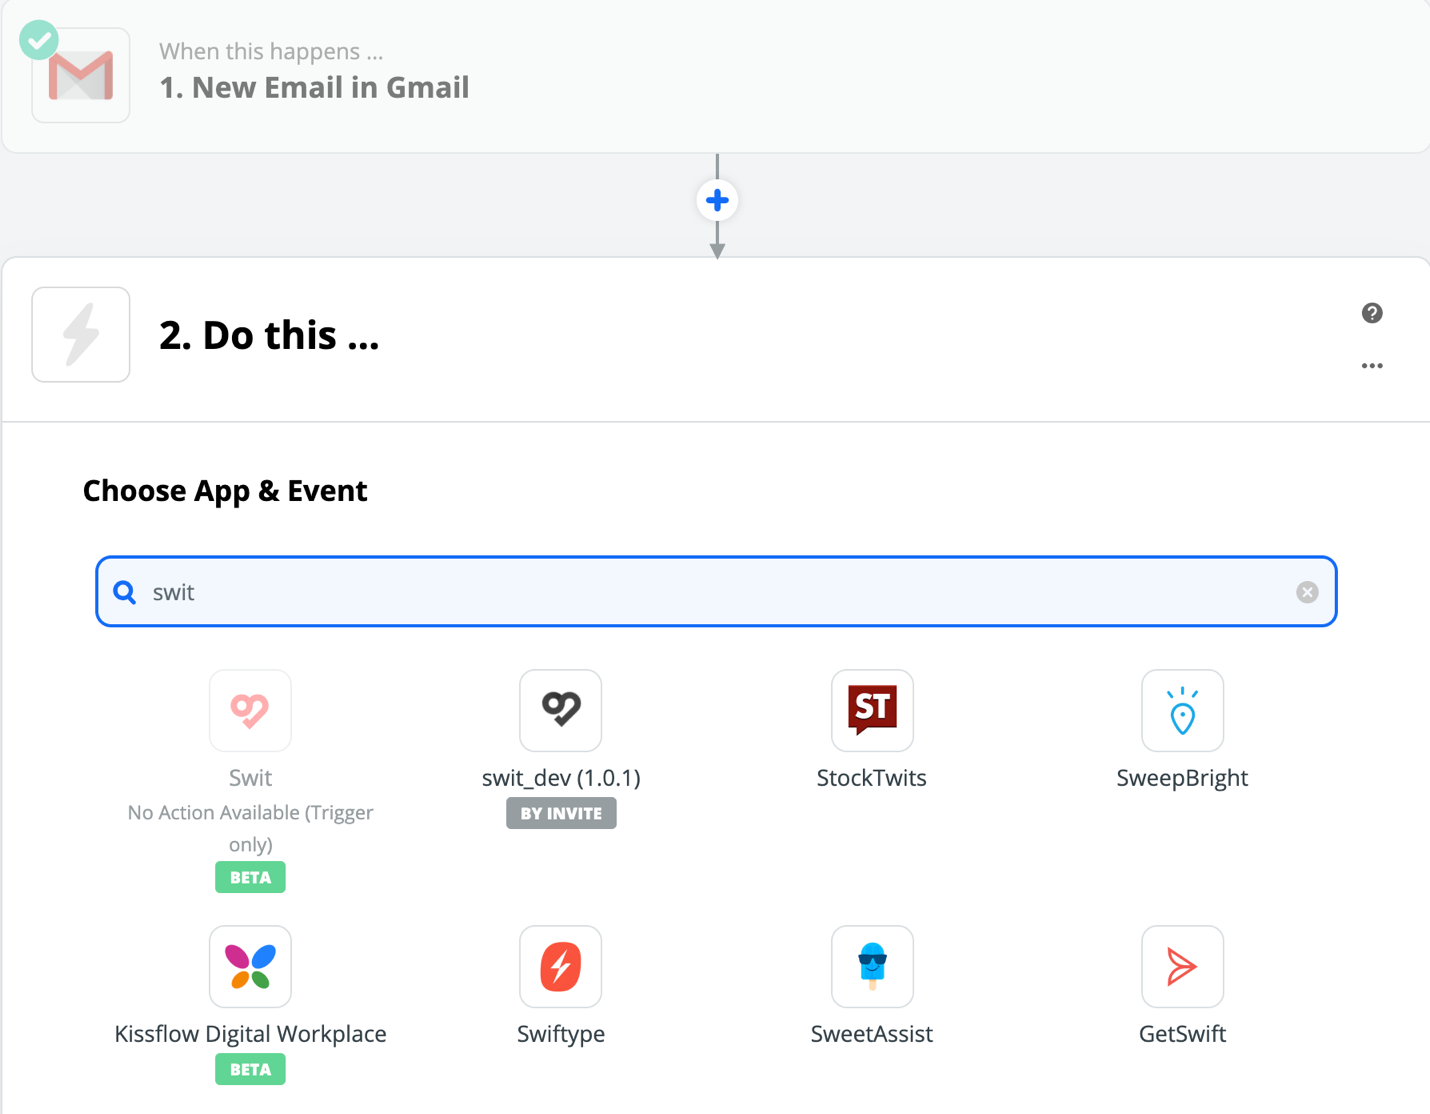 When this happens ...
1. New Email in Gmail
2. Do this ...
Choose App & Event
swit
Swit
No Action Available (Trigger
only)
BETA
swit_dev (1.0.1)
BY INVITE
ST
StockTwits
SweepBright
Kissflow Digital Workplace
BETA
Swiftype
SweetAssist
GetSwift